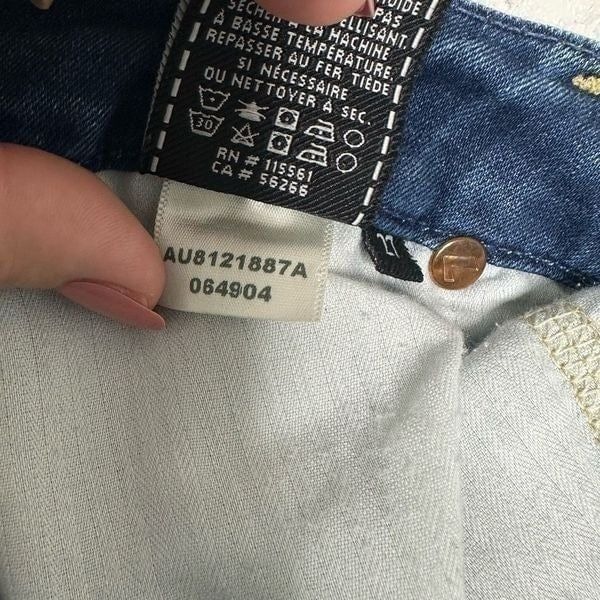 PAS
À LA MACHINE
À BASSE TEMPÉRATURE.
REPASSER AU FER TIÈDE
SI NÉCESSAIRE
OU NETTOYER À SEC.
30
RN # 115561
CA # 56266
AU8121887A
064904